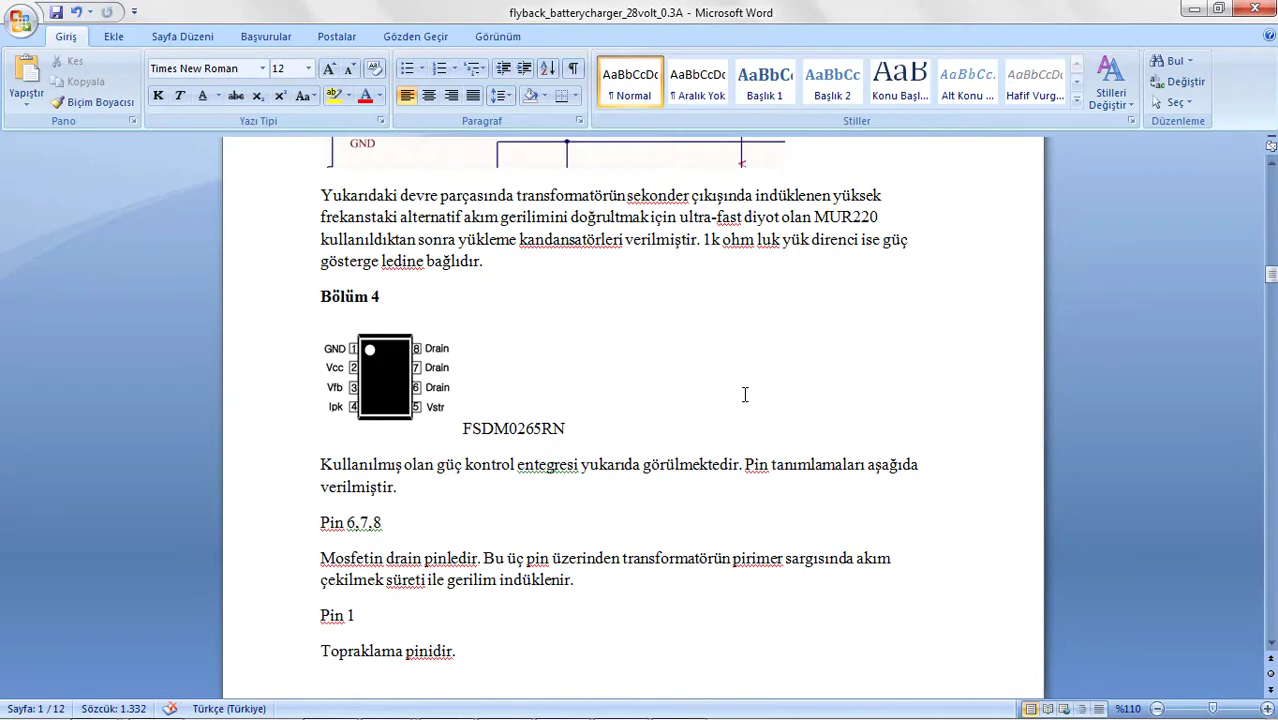 flyback_batterycharger_28volt_0.3A - Microsoft Word
Giriş Ekle Sayfa Düzeni Başvurular Postalar Gözden Geçir Görünüm
Yapıştır
Kes
Kopyala
Biçim Boyacısı
Pano
Times New Roman 12
K T A abc x₂ x² Aa
Yazı Tipi
Paragraf
AaBbCcDc AaBbCcDc AaBbCc AaBbCc AaB AaBbCcDc AaBbCcDc
¶ Normal ¶ Aralık Yok Başlık 1 Başlık 2 Konu Başl... Alt Konu ... Hafif Vurg...
Stiller
Stilleri
Değiştir
Bul
Değiştir
Seç
Düzenleme
GND
Yukarıdaki devre parçasında transformatörün sekonder çıkışında indüklenen yüksek
frekanstaki alternatif akım gerilimini doğrultmak için ultra-fast diyot olan MUR220
kullanıldıktan sonra yükleme kandansatörleri verilmiştir. 1k ohm luk yük direnci ise güç
gösterge ledine bağlıdır.
Bölüm 4
GND 1 8 Drain
Vcc 2 7 Drain
Vfb 3 6 Drain
Ipk 4 5 Vstr
FSDM0265RN
Kullanılmış olan güç kontrol entegresi yukarıda görülmektedir. Pin tanımlamaları aşağıda
verilmiştir.
Pin 6,7,8
Mosfetin drain pinledir. Bu üç pin üzerinden transformatörün pirimer sargısında akım
çekilmek süreti ile gerilim indüklenir.
Pin 1
Topraklama pinidir.
Sayfa: 1 / 12 Sözcük: 1.332 Türkçe (Türkiye) %110